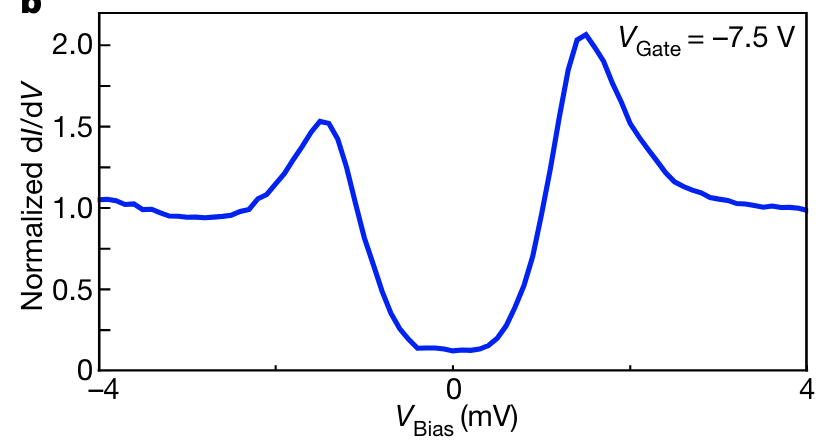 b
V_Gate = –7.5 V
Normalized dI/dV
2.0
1.5
1.0
0.5
0
–4
0
4
V_Bias (mV)